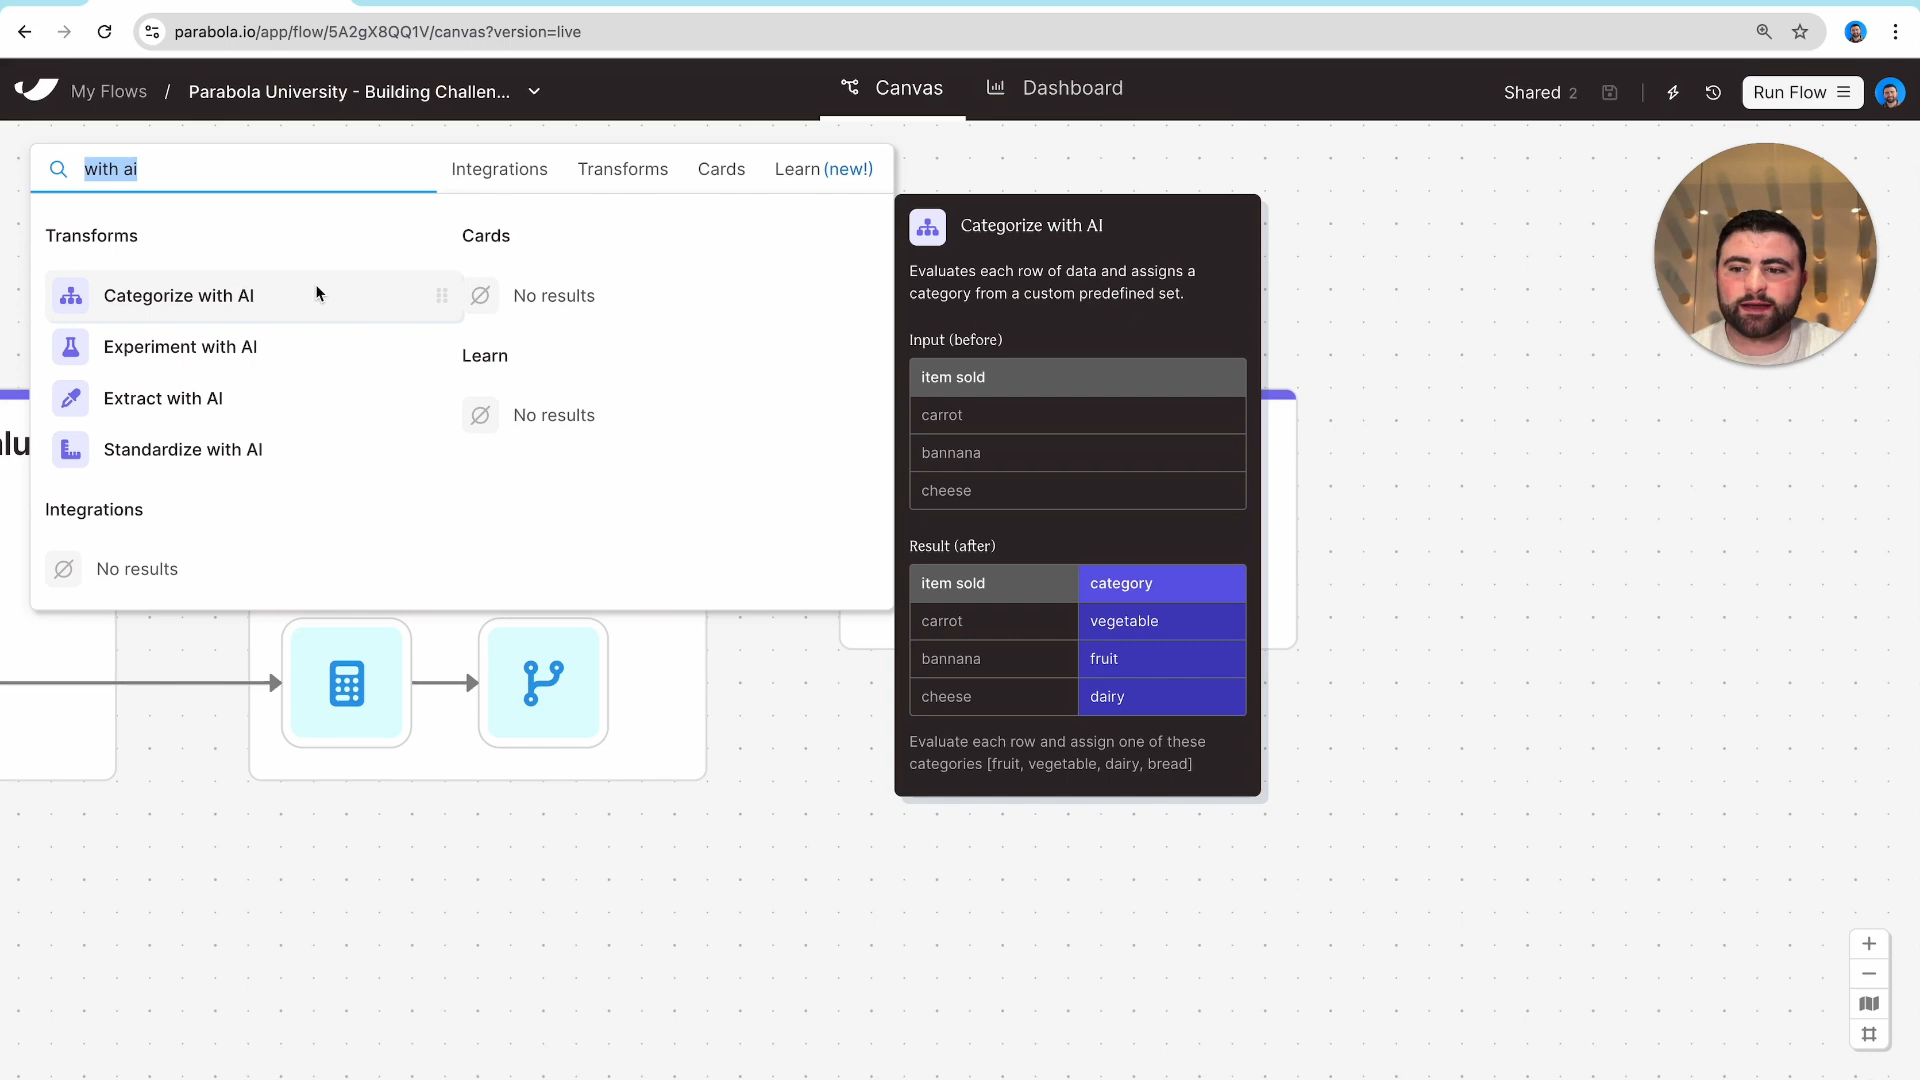 parabola.io/app/flow/5A2gX8QQ1V/canvas?version=live
My Flows / Parabola University - Building Challen...
Canvas
Dashboard
Shared 2
Run Flow
with ai
Integrations
Transforms
Cards
Learn (new!)
Transforms
Categorize with AI
Experiment with AI
Extract with AI
Standardize with AI
Integrations
No results
Cards
No results
Learn
No results
Categorize with AI
Evaluates each row of data and assigns a
category from a custom predefined set.
Input (before)
item sold
carrot
bannana
cheese
Result (after)
item sold category
carrot vegetable
bannana fruit
cheese dairy
Evaluate each row and assign one of these
categories [fruit, vegetable, dairy, bread]